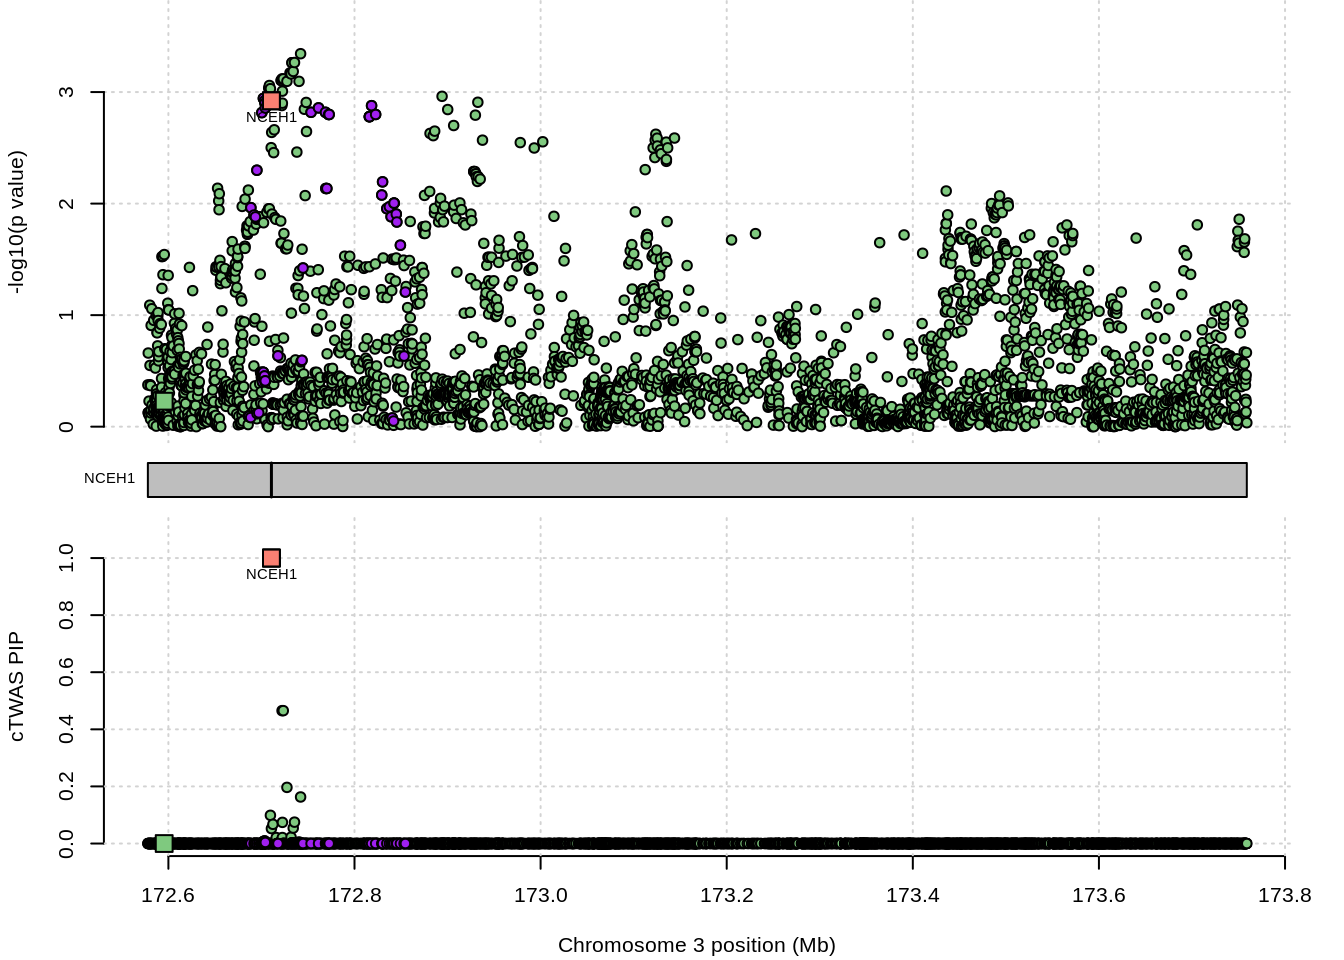 -log10(p value)
3
2
1
0
NCEH1
NCEH1
cTWAS PIP
1.0
0.8
0.6
0.4
0.2
0.0
NCEH1
172.6 172.8 173.0 173.2 173.4 173.6 173.8
Chromosome 3 position (Mb)